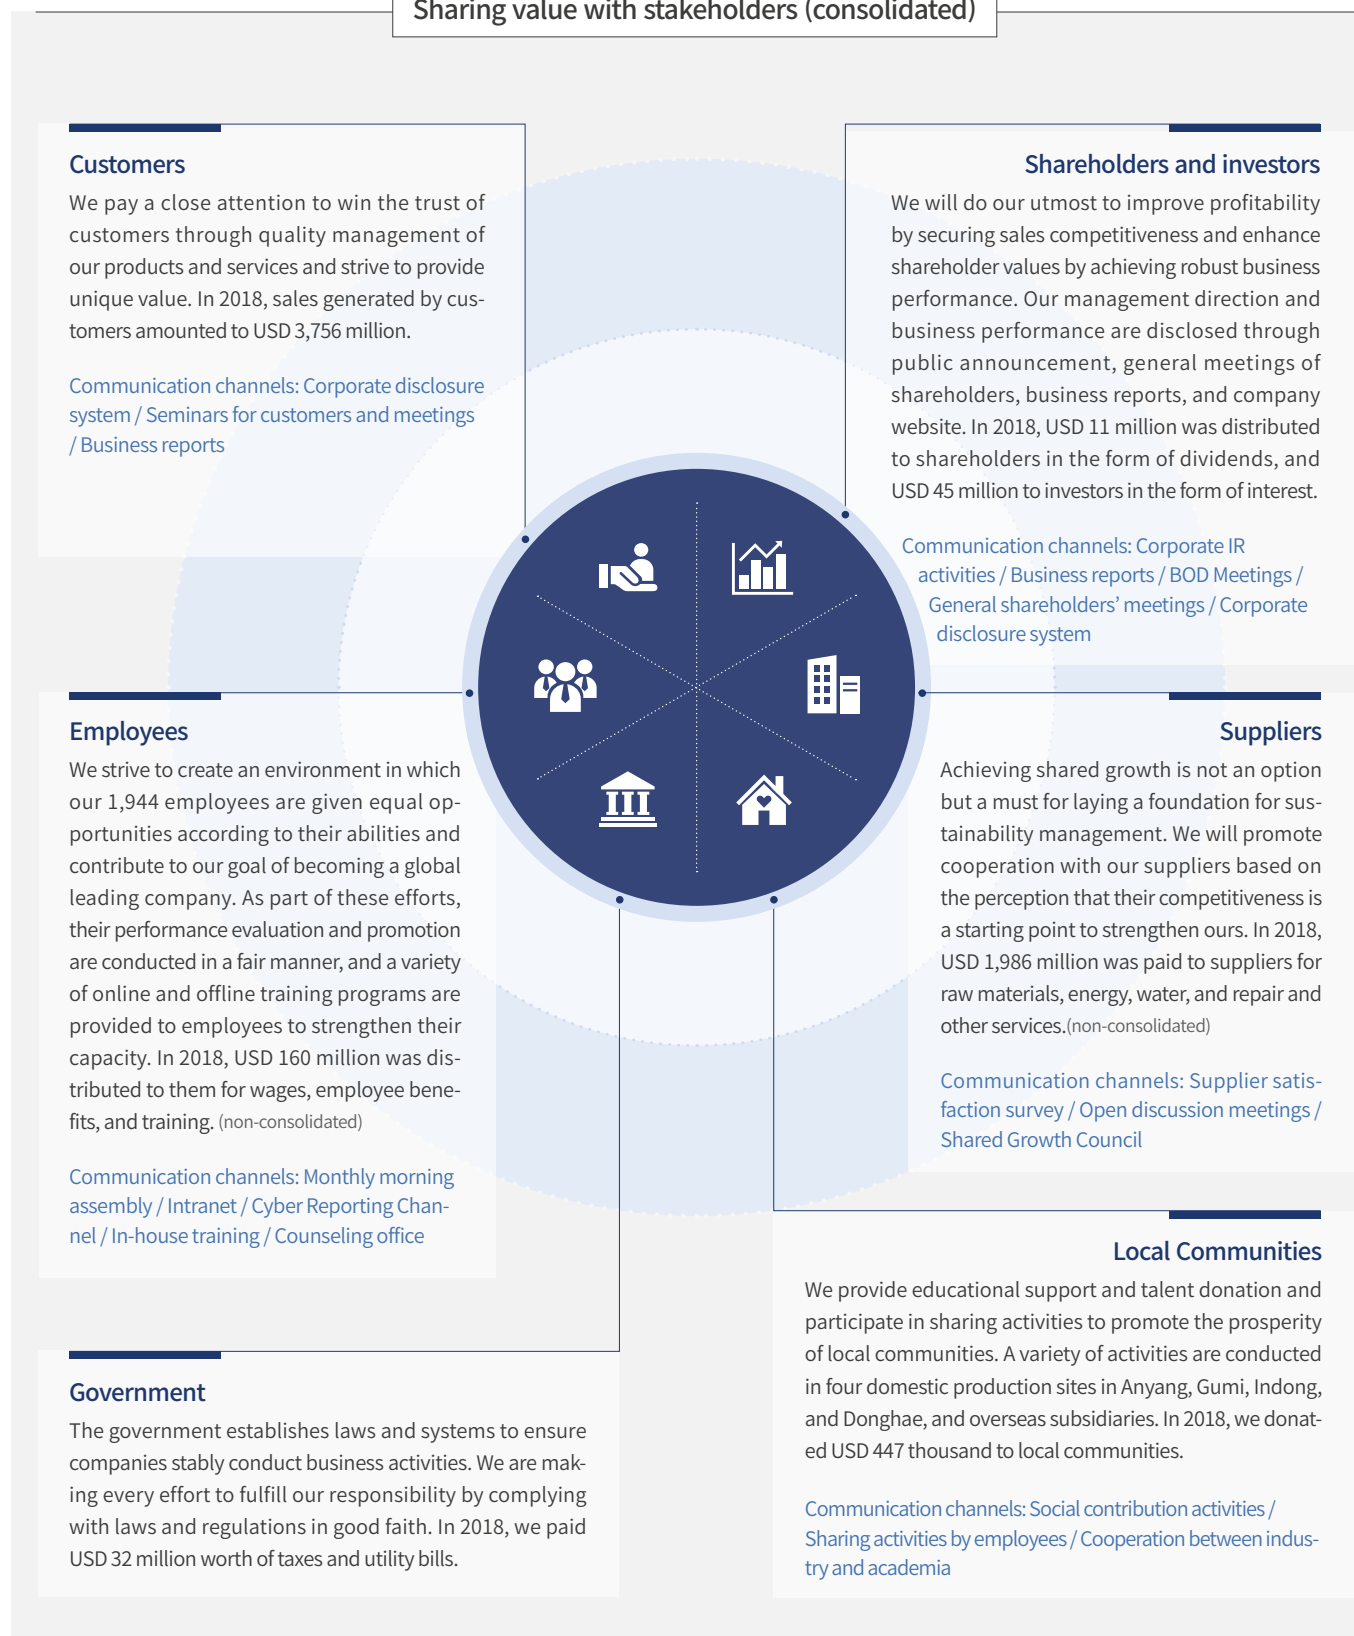 Sharing value with stakeholders (consolidated)
Customers
We pay a close attention to win the trust of
customers through quality management of
our products and services and strive to provide
unique value. In 2018, sales generated by cus-
tomers amounted to USD 3,756 million.
Communication channels: Corporate disclosure
system / Seminars for customers and meetings
/ Business reports
Shareholders and investors
We will do our utmost to improve profitability
by securing sales competitiveness and enhance
shareholder values by achieving robust business
performance. Our management direction and
business performance are disclosed through
public announcement, general meetings of
shareholders, business reports, and company
website. In 2018, USD 11 million was distributed
to shareholders in the form of dividends, and
USD 45 million to investors in the form of interest.
Communication channels: Corporate IR
activities / Business reports / BOD Meetings /
General shareholders’ meetings / Corporate
disclosure system
Employees
We strive to create an environment in which
our 1,944 employees are given equal op-
portunities according to their abilities and
contribute to our goal of becoming a global
leading company. As part of these efforts,
their performance evaluation and promotion
are conducted in a fair manner, and a variety
of online and offline training programs are
provided to employees to strengthen their
capacity. In 2018, USD 160 million was dis-
tributed to them for wages, employee bene-
fits, and training. (non-consolidated)
Communication channels: Monthly morning
assembly / Intranet / Cyber Reporting Chan-
nel / In-house training / Counseling office
Suppliers
Achieving shared growth is not an option
but a must for laying a foundation for sus-
tainability management. We will promote
cooperation with our suppliers based on
the perception that their competitiveness is
a starting point to strengthen ours. In 2018,
USD 1,986 million was paid to suppliers for
raw materials, energy, water, and repair and
other services.(non-consolidated)
Communication channels: Supplier satis-
faction survey / Open discussion meetings /
Shared Growth Council
Government
The government establishes laws and systems to ensure
companies stably conduct business activities. We are mak-
ing every effort to fulfill our responsibility by complying
with laws and regulations in good faith. In 2018, we paid
USD 32 million worth of taxes and utility bills.
Local Communities
We provide educational support and talent donation and
participate in sharing activities to promote the prosperity
of local communities. A variety of activities are conducted
in four domestic production sites in Anyang, Gumi, Indong,
and Donghae, and overseas subsidiaries. In 2018, we donat-
ed USD 447 thousand to local communities.
Communication channels: Social contribution activities /
Sharing activities by employees / Cooperation between indus-
try and academia